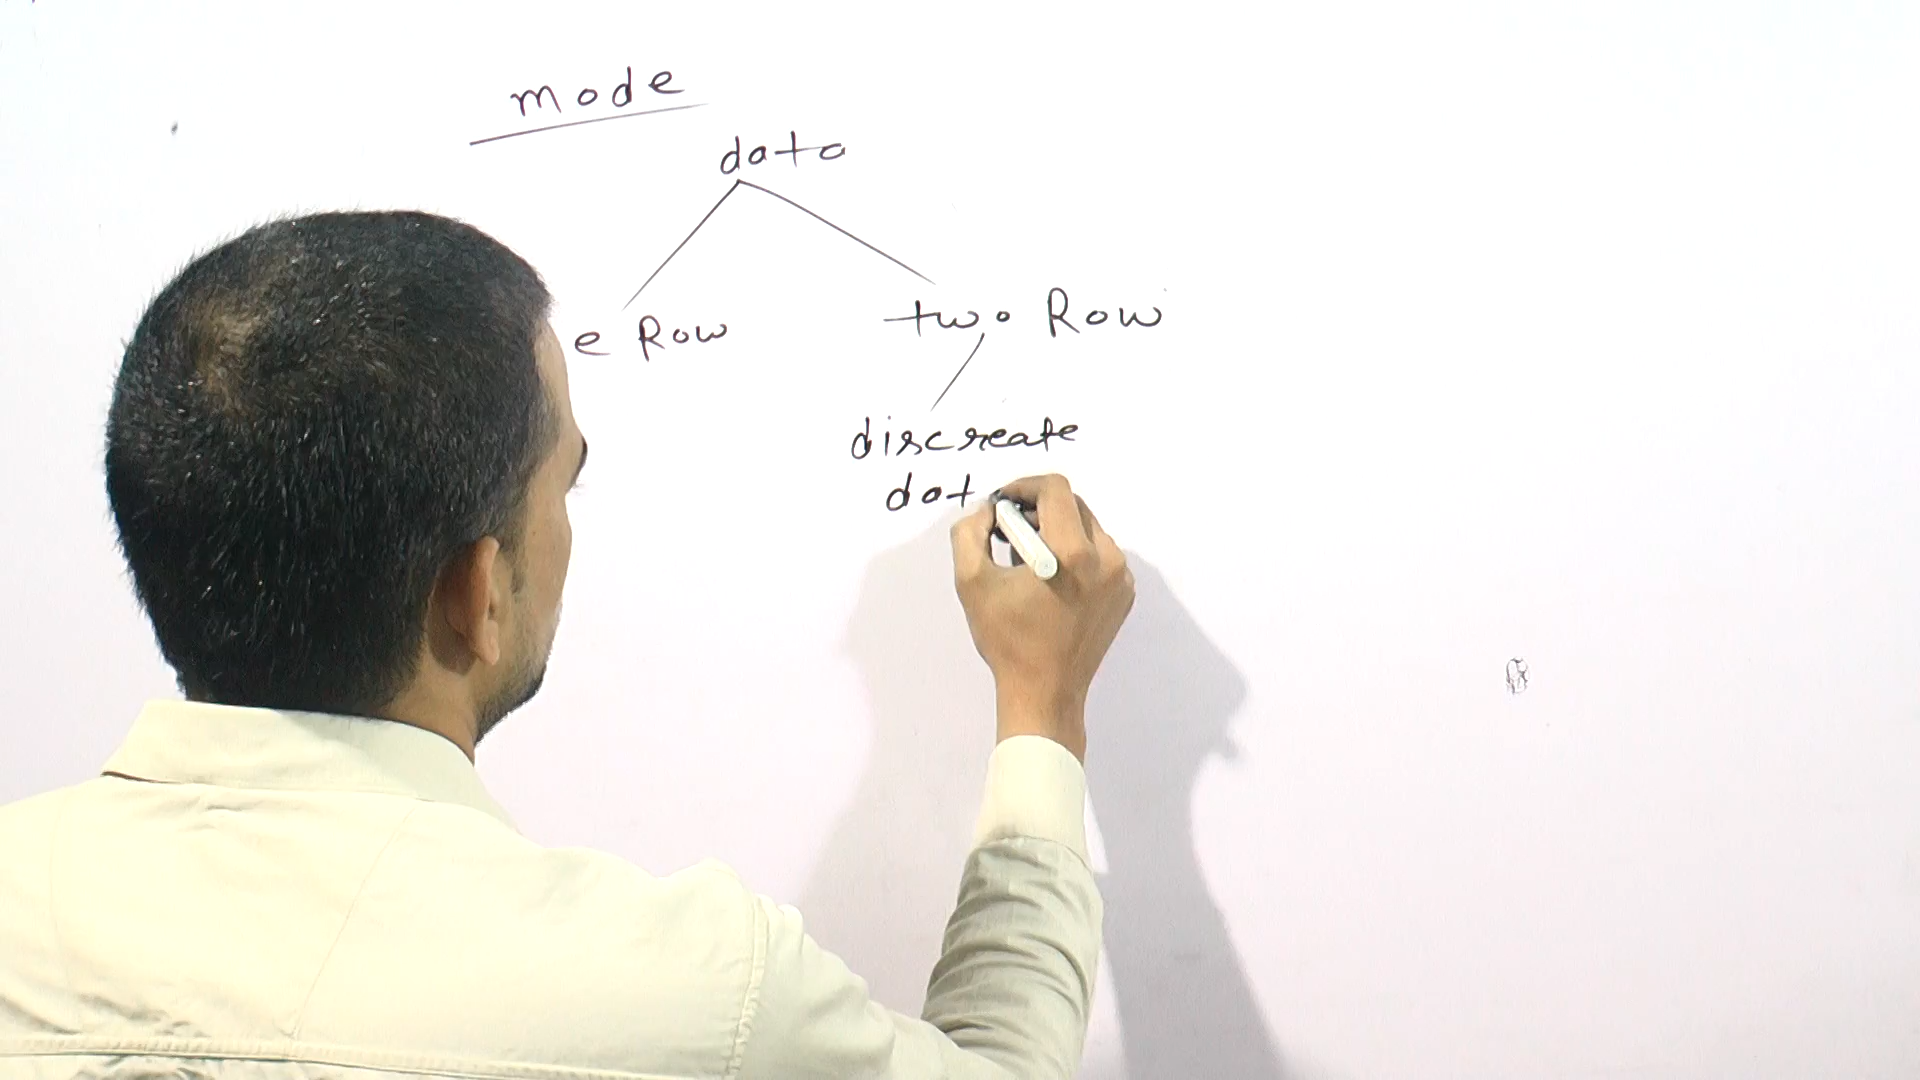 mode
data
e Row
two Row
discreate
dat